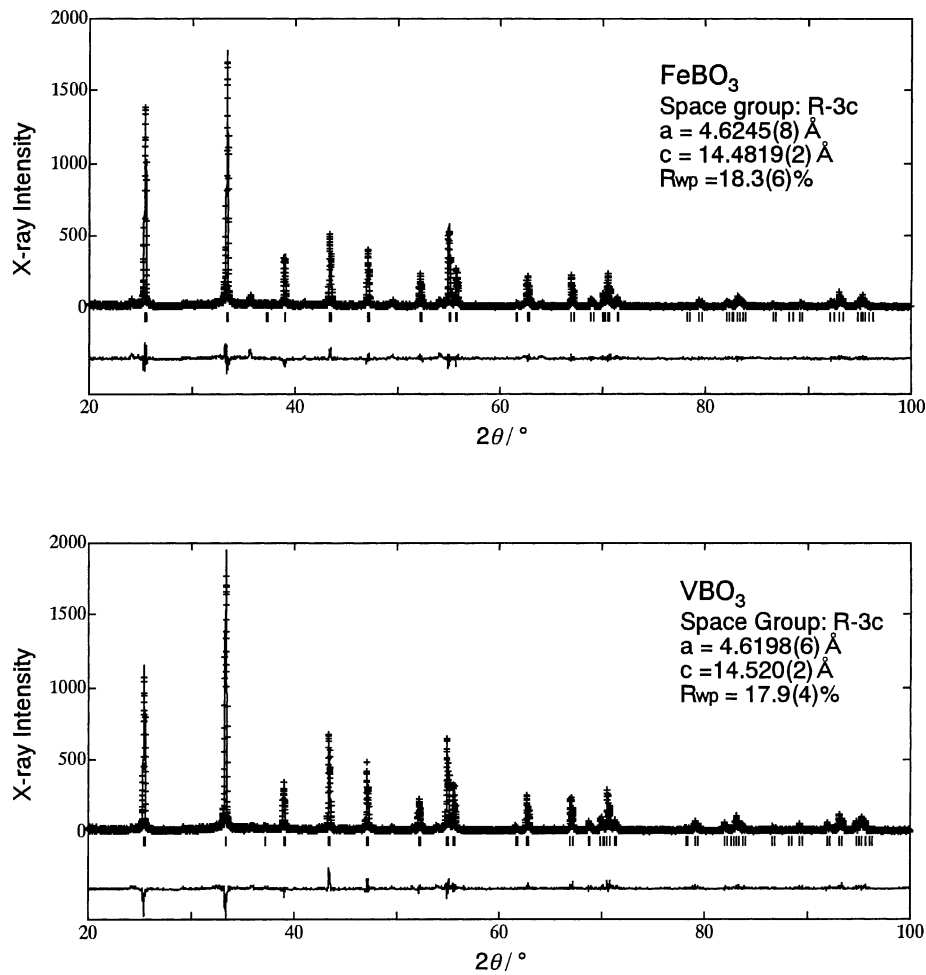 2000
1500
1000
500
0
X-ray Intensity
FeBO₃
Space group: R-3c
a = 4.6245(8) Å
c = 14.4819(2) Å
Rwp =18.3(6)%
20 40 60 80 100
2θ/°
2000
1500
1000
500
0
X-ray Intensity
VBO₃
Space Group: R-3c
a = 4.6198(6) Å
c =14.520(2) Å
Rwp = 17.9(4)%
20 40 60 80 100
2θ/°